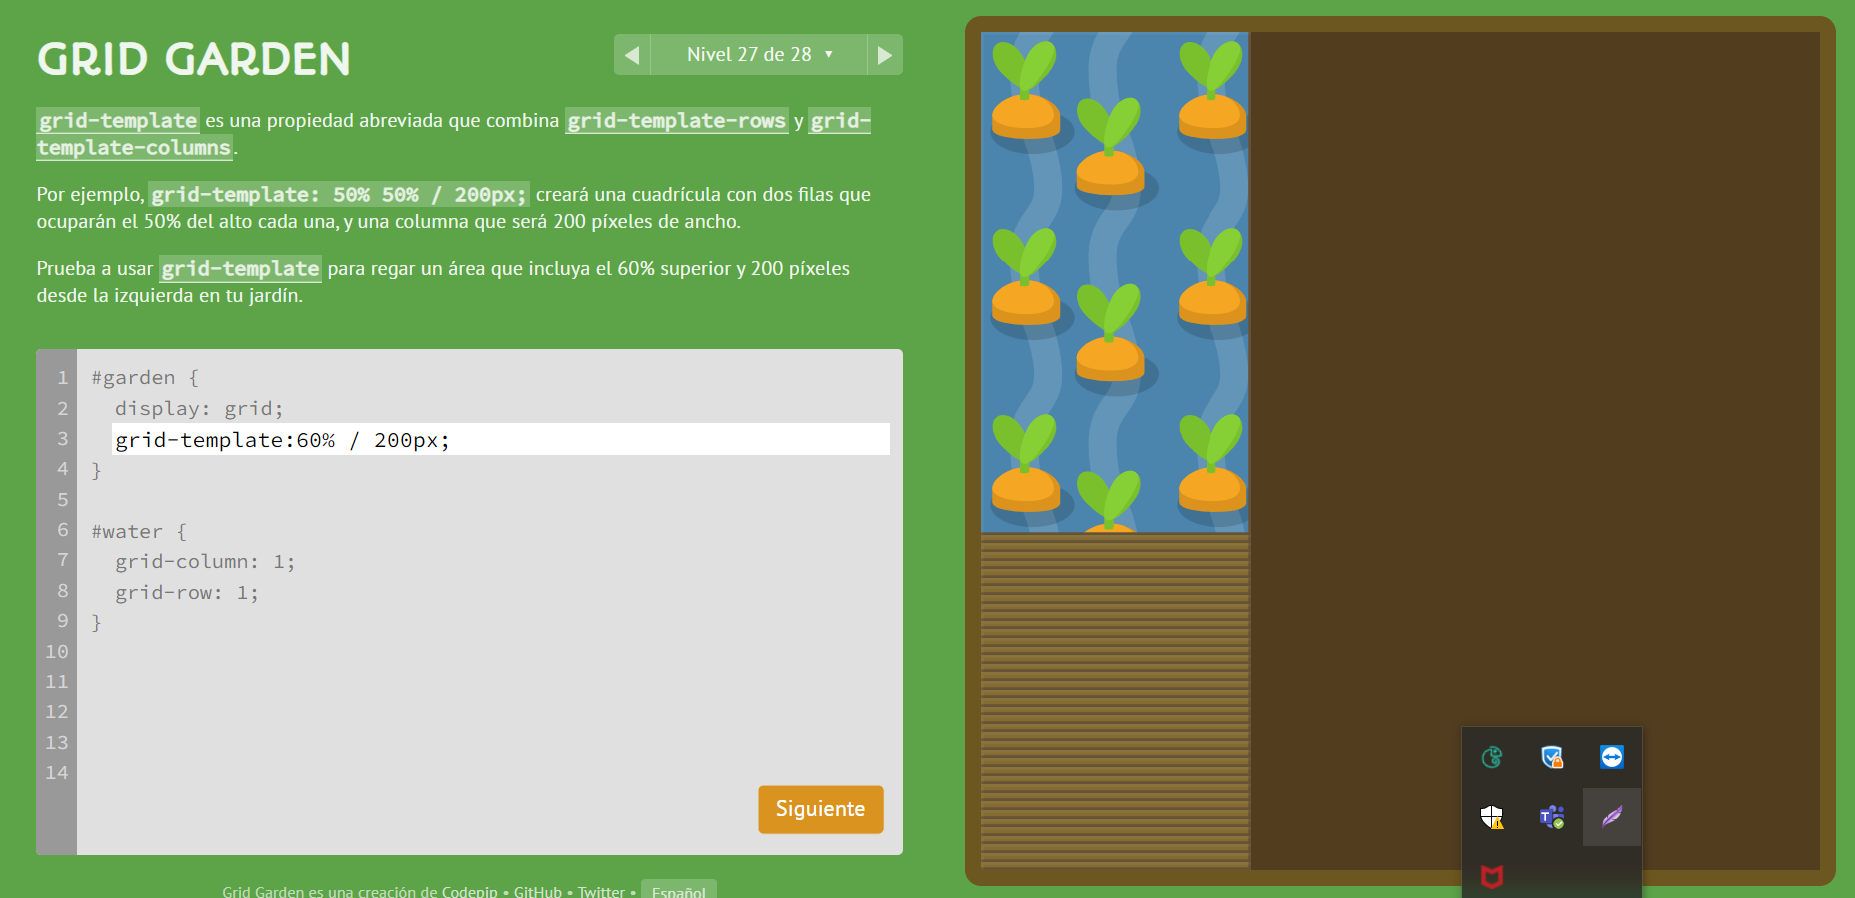 GRID GARDEN
◀ Nivel 27 de 28 ▼ ▶
grid-template es una propiedad abreviada que combina grid-template-rows y grid-
template-columns.
Por ejemplo, grid-template: 50% 50% / 200px; creará una cuadrícula con dos filas que
ocuparán el 50% del alto cada una, y una columna que será 200 píxeles de ancho.
Prueba a usar grid-template para regar un área que incluya el 60% superior y 200 píxeles
desde la izquierda en tu jardín.
1 #garden {
2 display: grid;
3 grid-template:60% / 200px;
4 }
5
6 #water {
7 grid-column: 1;
8 grid-row: 1;
9 }
10
11
12
13
14
Siguiente
Grid Garden es una creación de Codepip • GitHub • Twitter • Español